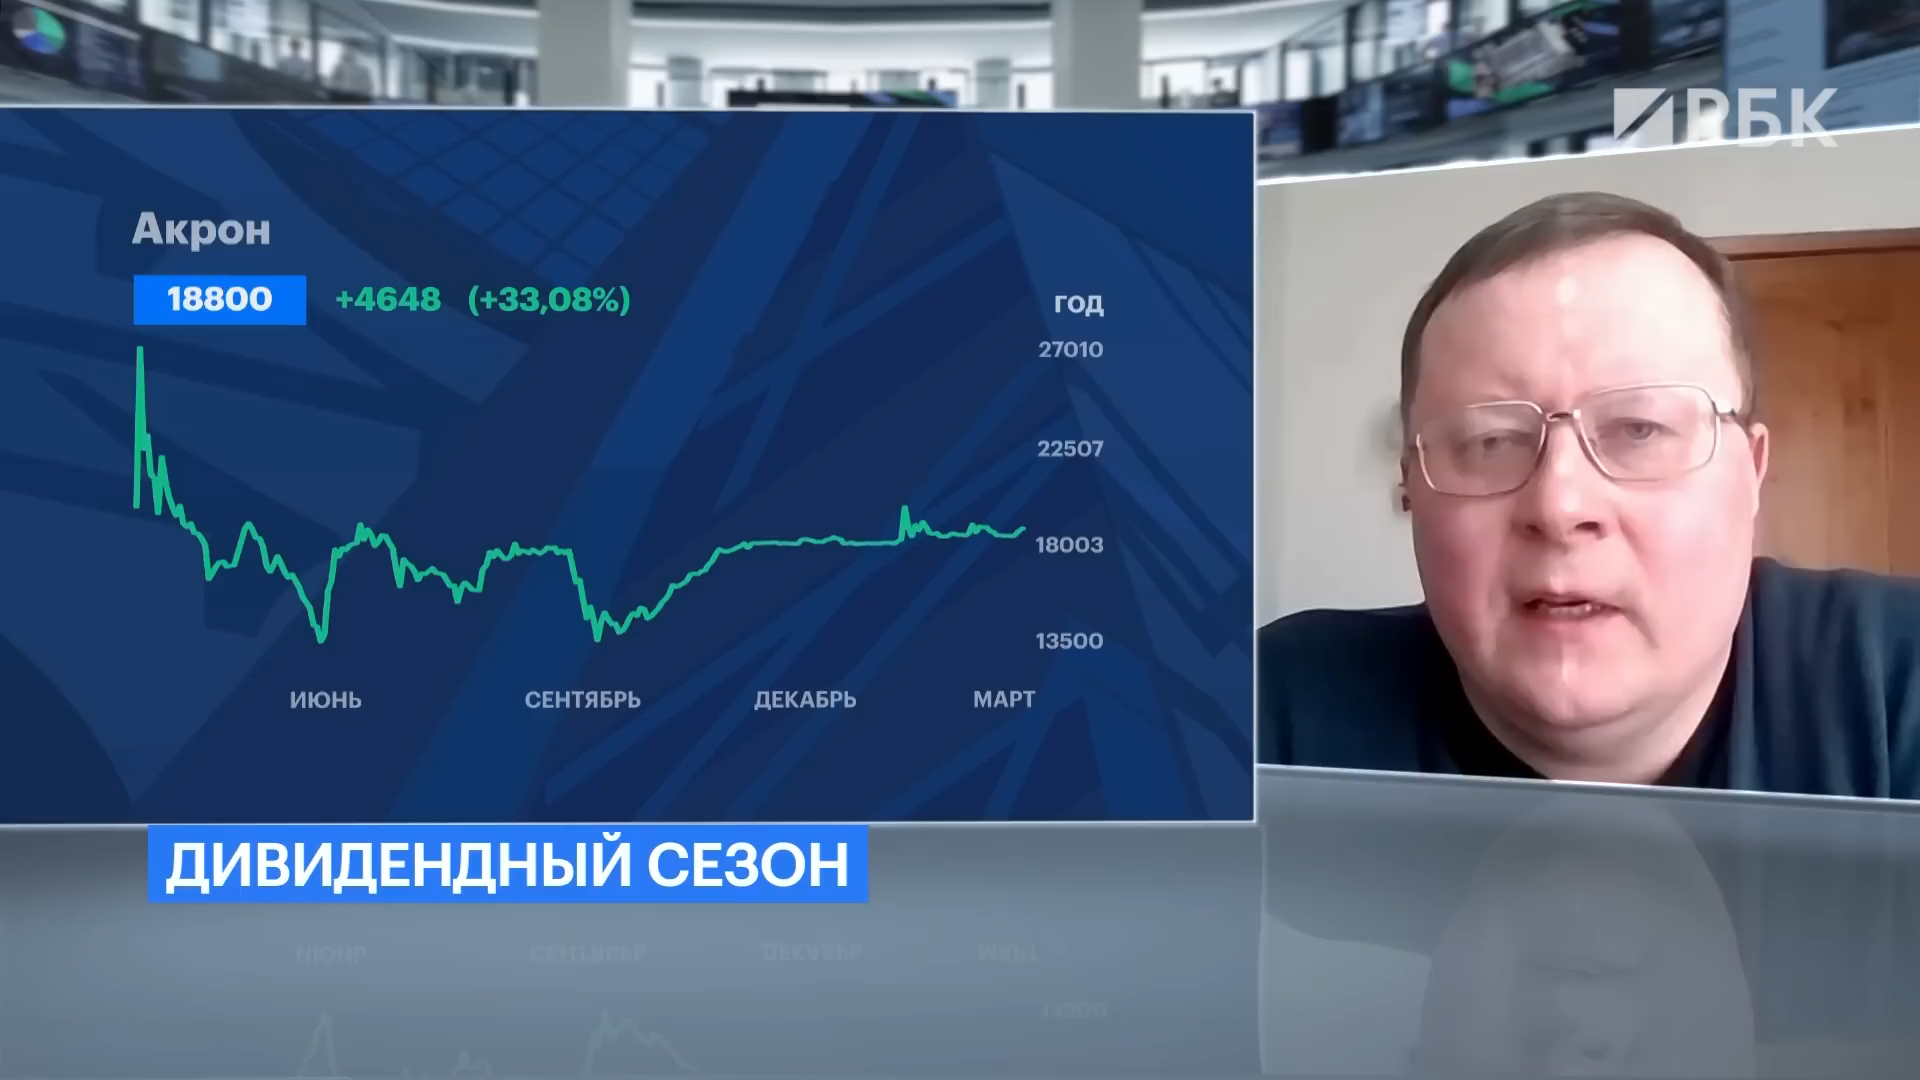 РБК
Акрон
18800 +4648 (+33,08%)
ГОД
27010
22507
18003
13500
ИЮНЬ СЕНТЯБРЬ ДЕКАБРЬ МАРТ
ДИВИДЕНДНЫЙ СЕЗОН